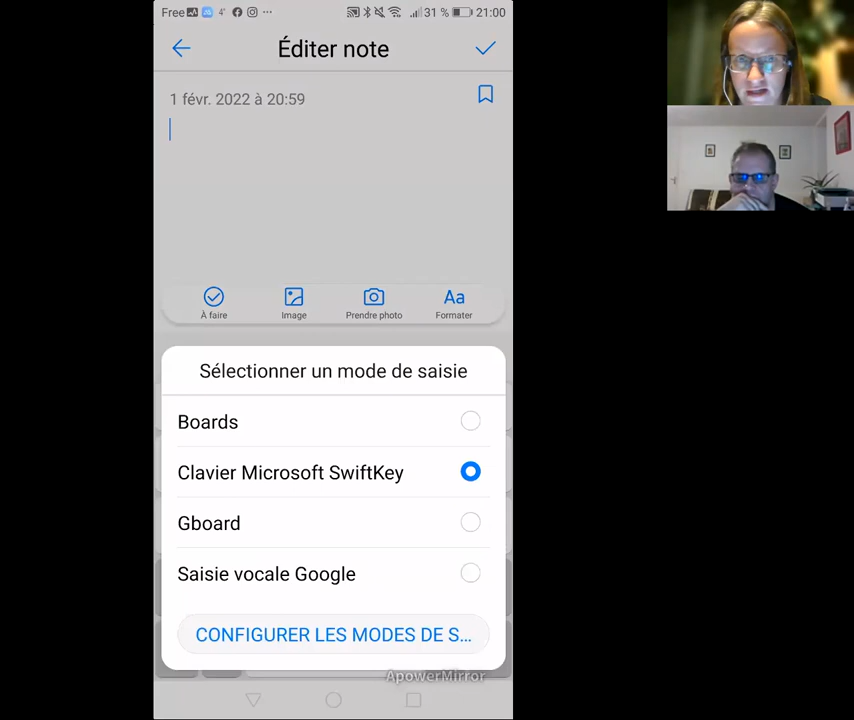 Free 4° ... 31 % 21:00
Éditer note
1 févr. 2022 à 20:59
À faire Image Prendre photo Aa Formater
Sélectionner un mode de saisie
Boards
Clavier Microsoft SwiftKey
Gboard
Saisie vocale Google
CONFIGURER LES MODES DE S...
ApowerMirror